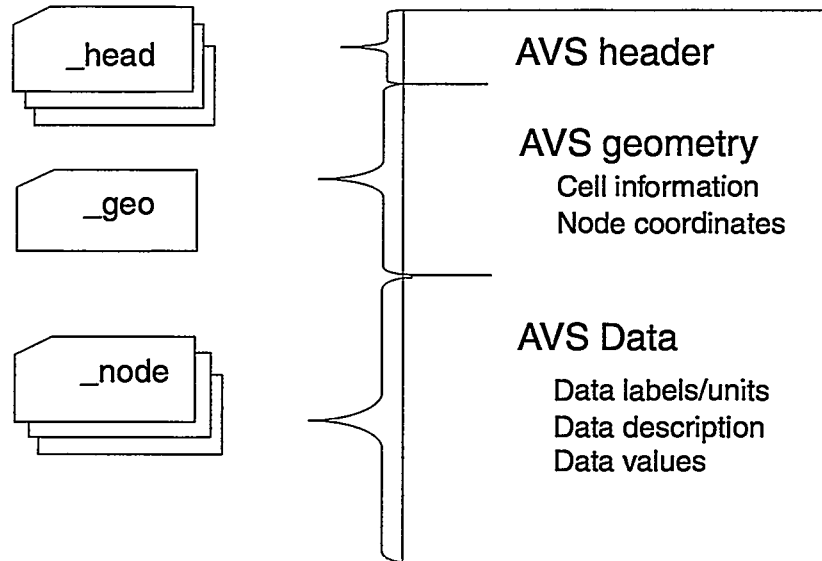 _head
AVS header
_geo
AVS geometry
Cell information
Node coordinates
_node
AVS Data
Data labels/units
Data description
Data values